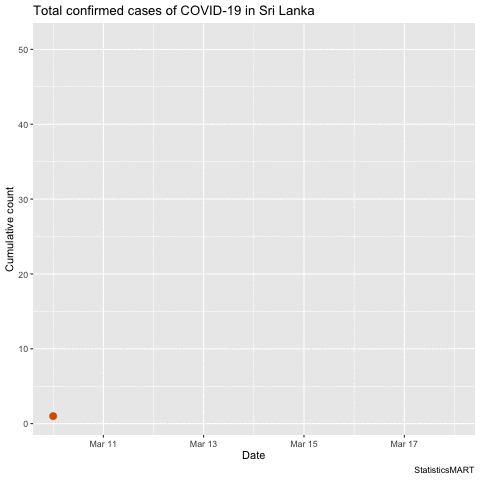 Total confirmed cases of COVID-19 in Sri Lanka
50
40
30
20
10
0
Cumulative count
Mar 11 Mar 13 Mar 15 Mar 17
Date
StatisticsMART